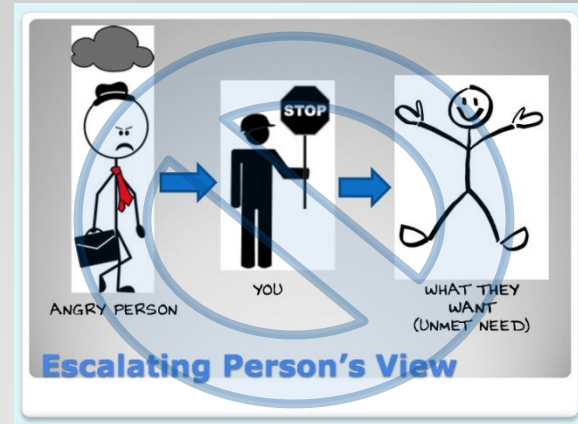 STOP
ANGRY PERSON
YOU
WHAT THEY
WANT
(UNMET NEED)
Escalating Person's View